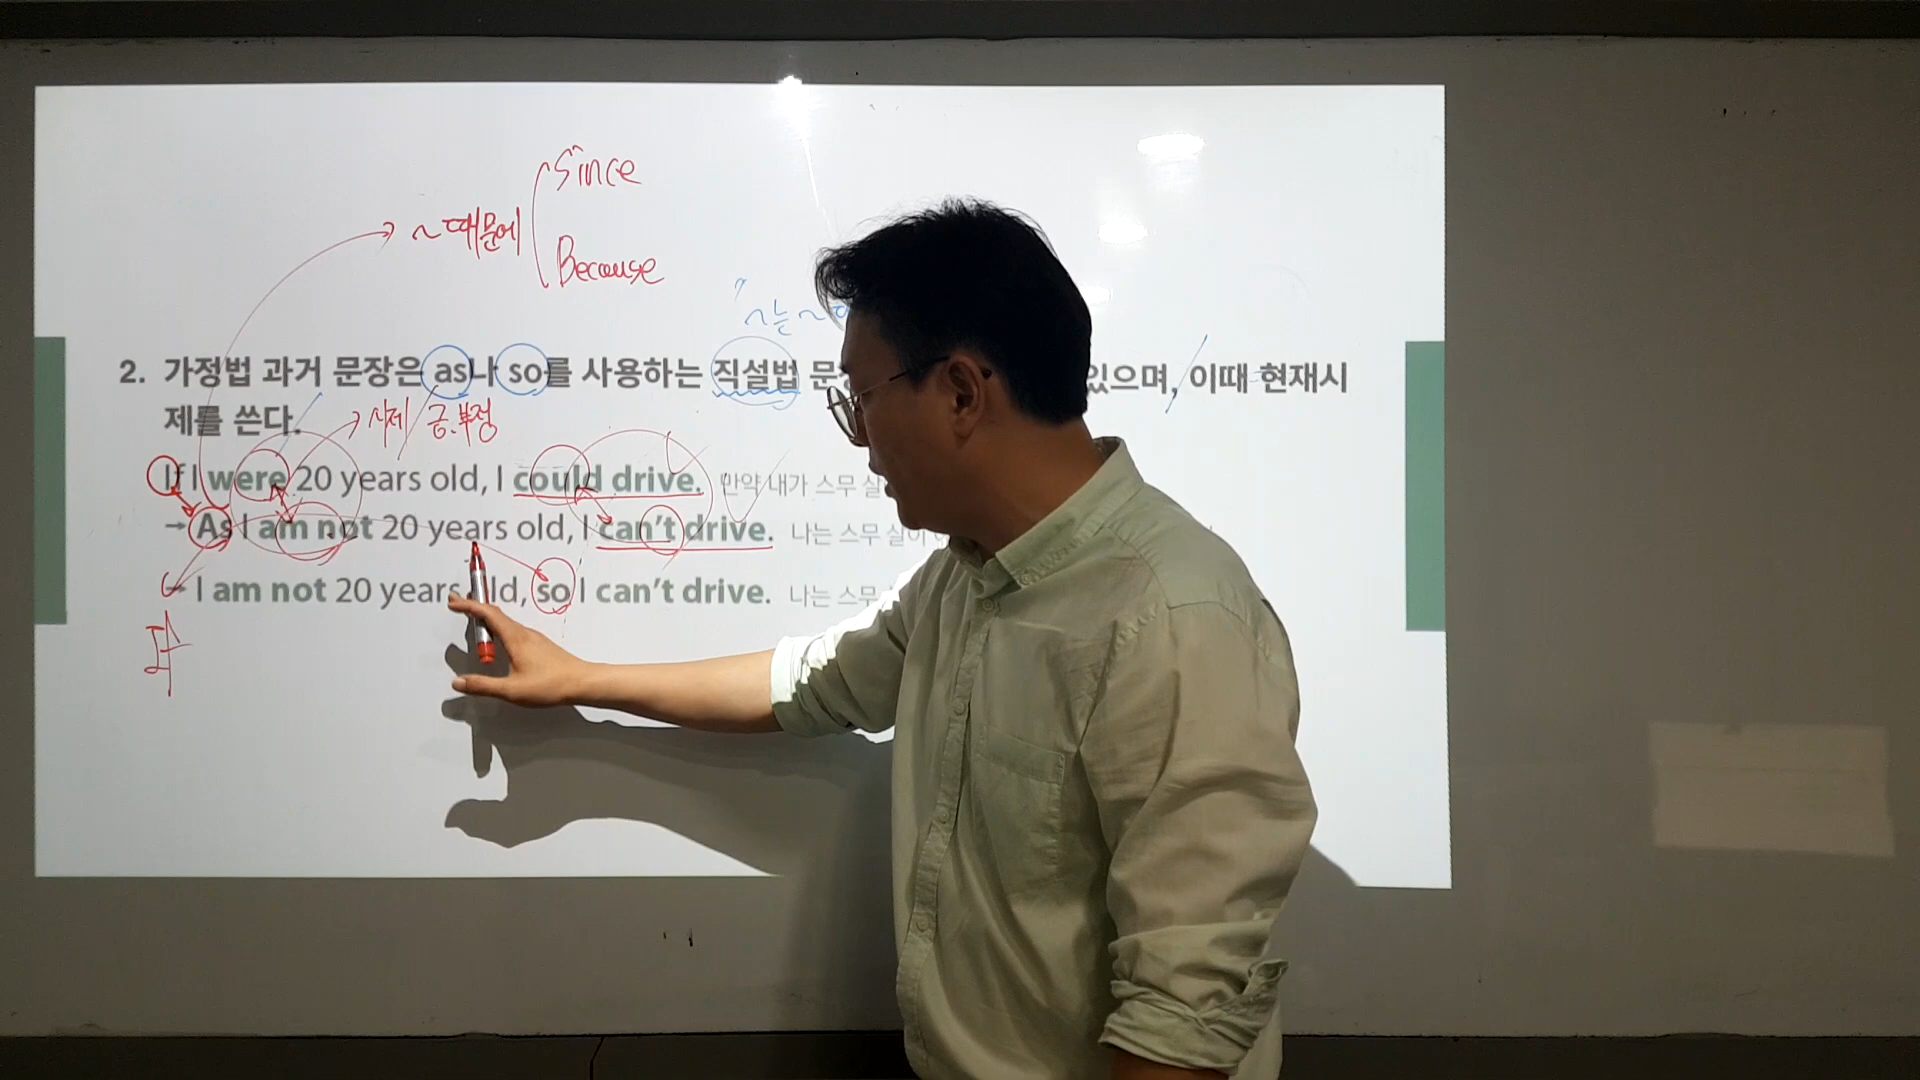 Since
~때문에
Because
~는 ~
2. 가정법 과거 문장은 as나 so를 사용하는 직설법 문장 있으며, 이때 현재시
제를 쓴다.
시제 긍.부정
If I were 20 years old, I could drive. 만약 내가 스무 살
→ As I am not 20 years old, I can't drive. 나는 스무 살이
→ I am not 20 years old, so I can't drive. 나는 스무